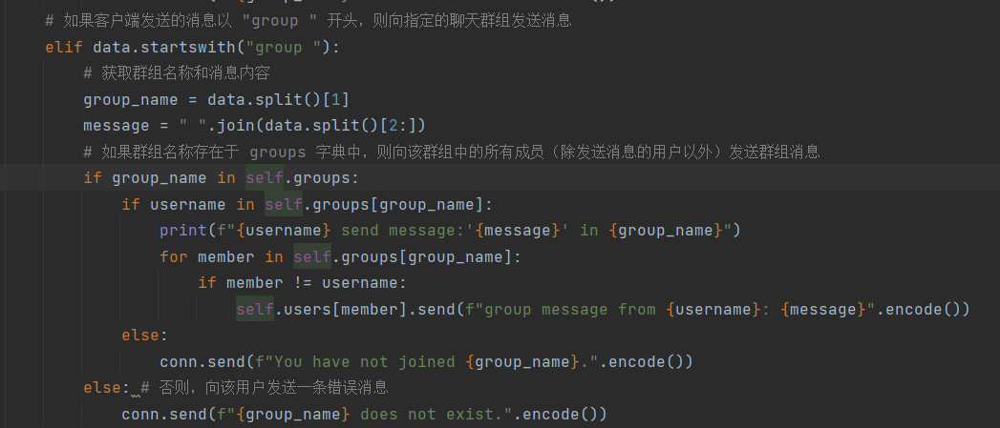 # 如果客户端发送的消息以 "group " 开头，则向指定的聊天群组发送消息
elif data.startswith("group "):
# 获取群组名称和消息内容
group_name = data.split()[1]
message = " ".join(data.split()[2:])
# 如果群组名称存在于 groups 字典中，则向该群组中的所有成员（除发送消息的用户以外）发送群组消息
if group_name in self.groups:
if username in self.groups[group_name]:
print(f"{username} send message:'{message}' in {group_name}")
for member in self.groups[group_name]:
if member != username:
self.users[member].send(f"group message from {username}: {message}".encode())
else:
conn.send(f"You have not joined {group_name}.".encode())
else: # 否则，向该用户发送一条错误消息
conn.send(f"{group_name} does not exist.".encode())